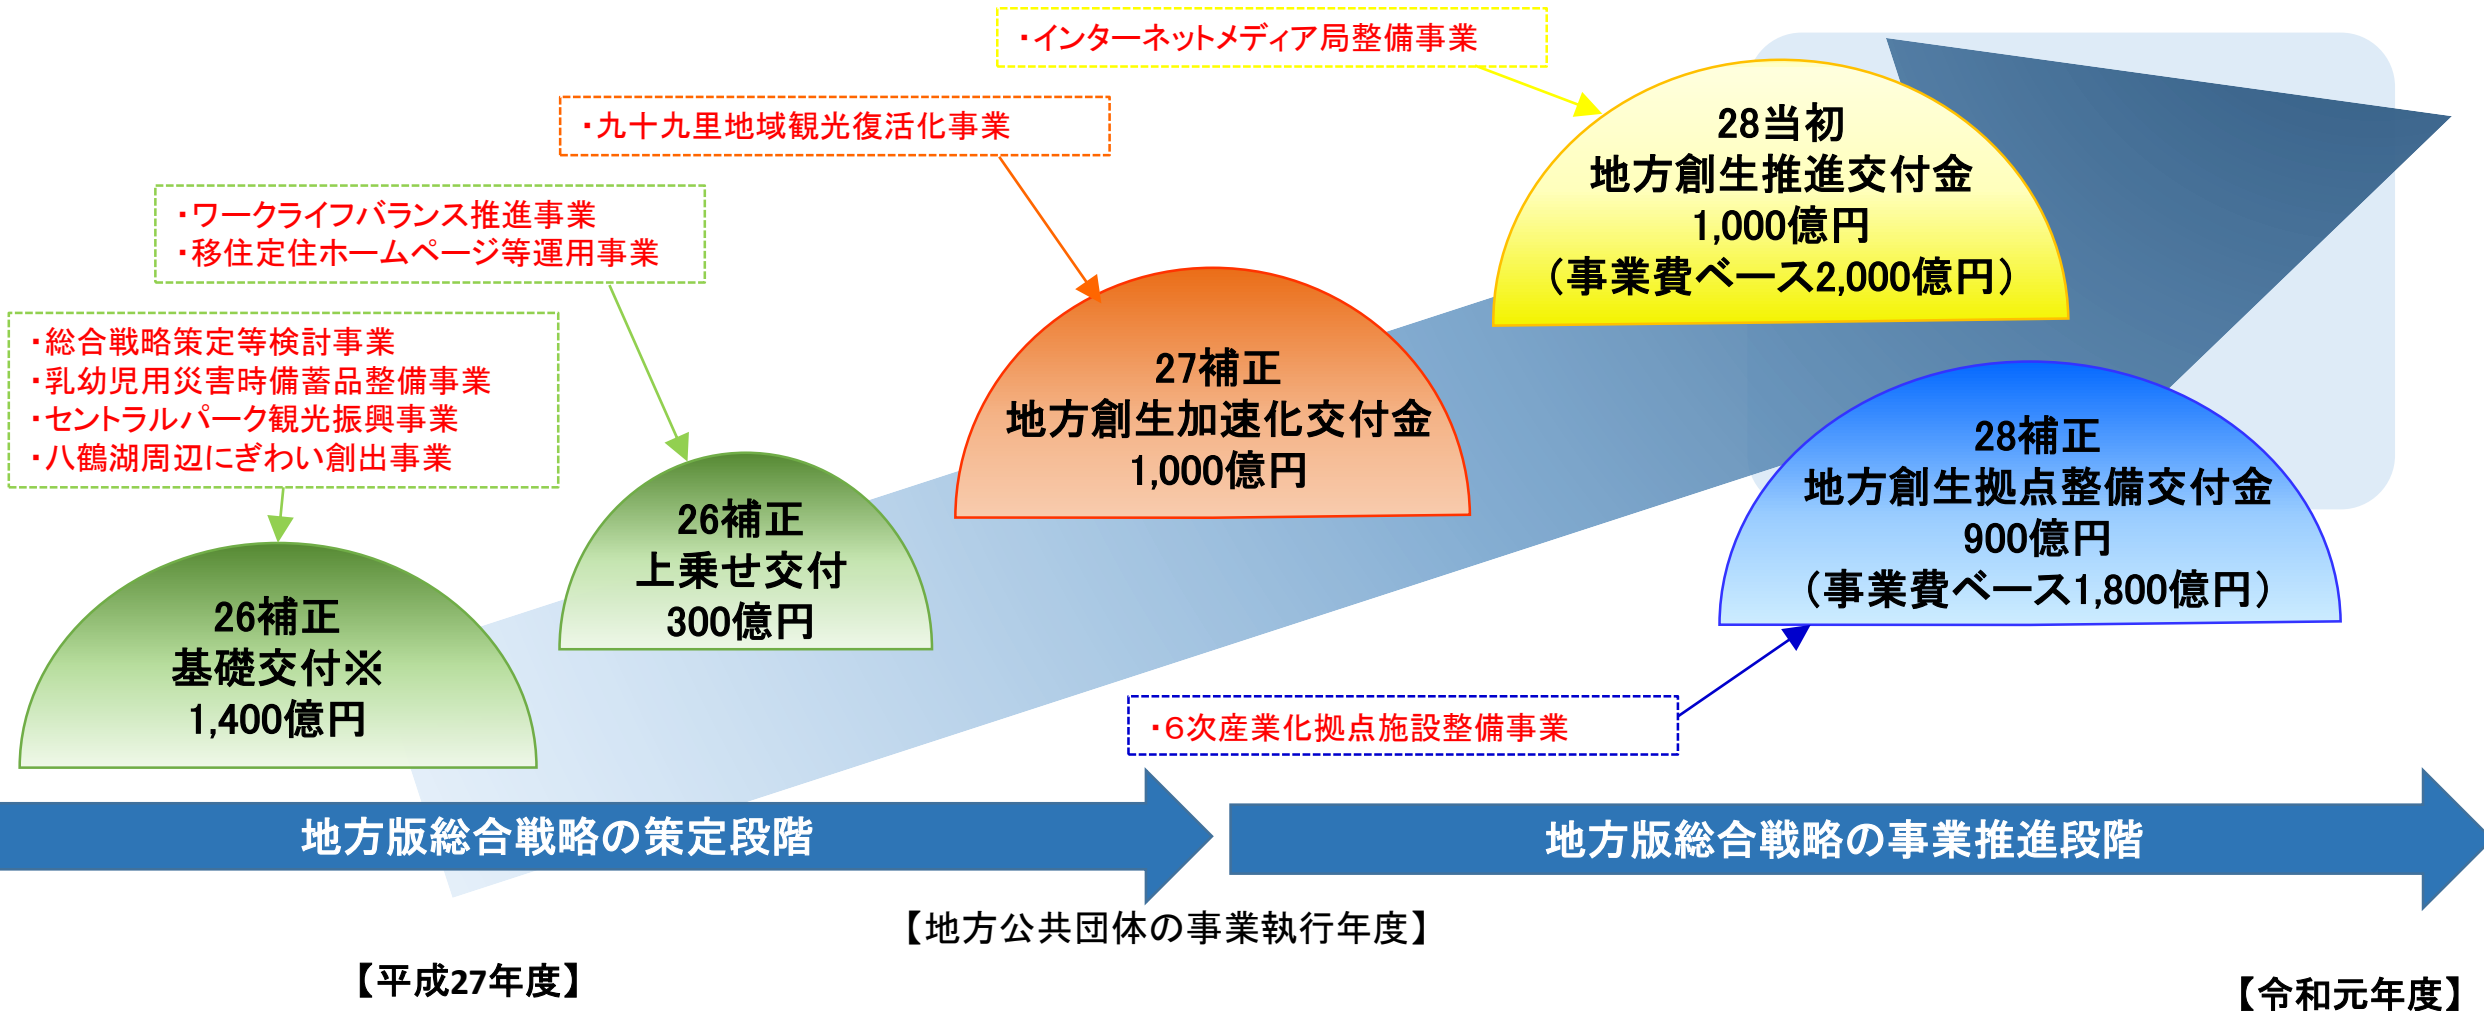 ・インターネットメディア局整備事業
・九十九里地域観光復活化事業
・ワークライフバランス推進事業
・移住定住ホームページ等運用事業
・総合戦略策定等検討事業
・乳幼児用災害時備蓄品整備事業
・セントラルパーク観光振興事業
・八鶴湖周辺にぎわい創出事業
26補正
基礎交付※
1,400億円
26補正
上乗せ交付
300億円
27補正
地方創生加速化交付金
1,000億円
28当初
地方創生推進交付金
1,000億円
（事業費ベース2,000億円）
28補正
地方創生拠点整備交付金
900億円
（事業費ベース1,800億円）
・６次産業化拠点施設整備事業
地方版総合戦略の策定段階
地方版総合戦略の事業推進段階
【地方公共団体の事業執行年度】
【平成27年度】
【令和元年度】